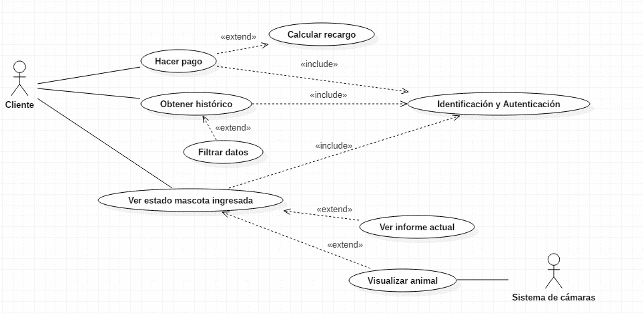 «extend»
Calcular recargo
Hacer pago
«include»
Cliente
Obtener histórico
«include»
Identificación y Autenticación
«extend»
Filtrar datos
«include»
Ver estado mascota ingresada
«extend»
Ver informe actual
«extend»
Visualizar animal
Sistema de cámaras